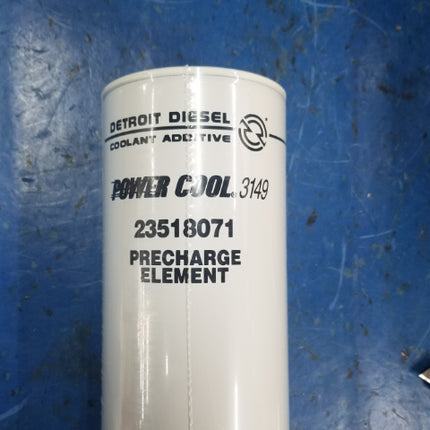 DETROIT DIESEL
COOLANT ADDITIVE
POWER COOL® 3149
23518071
PRECHARGE
ELEMENT